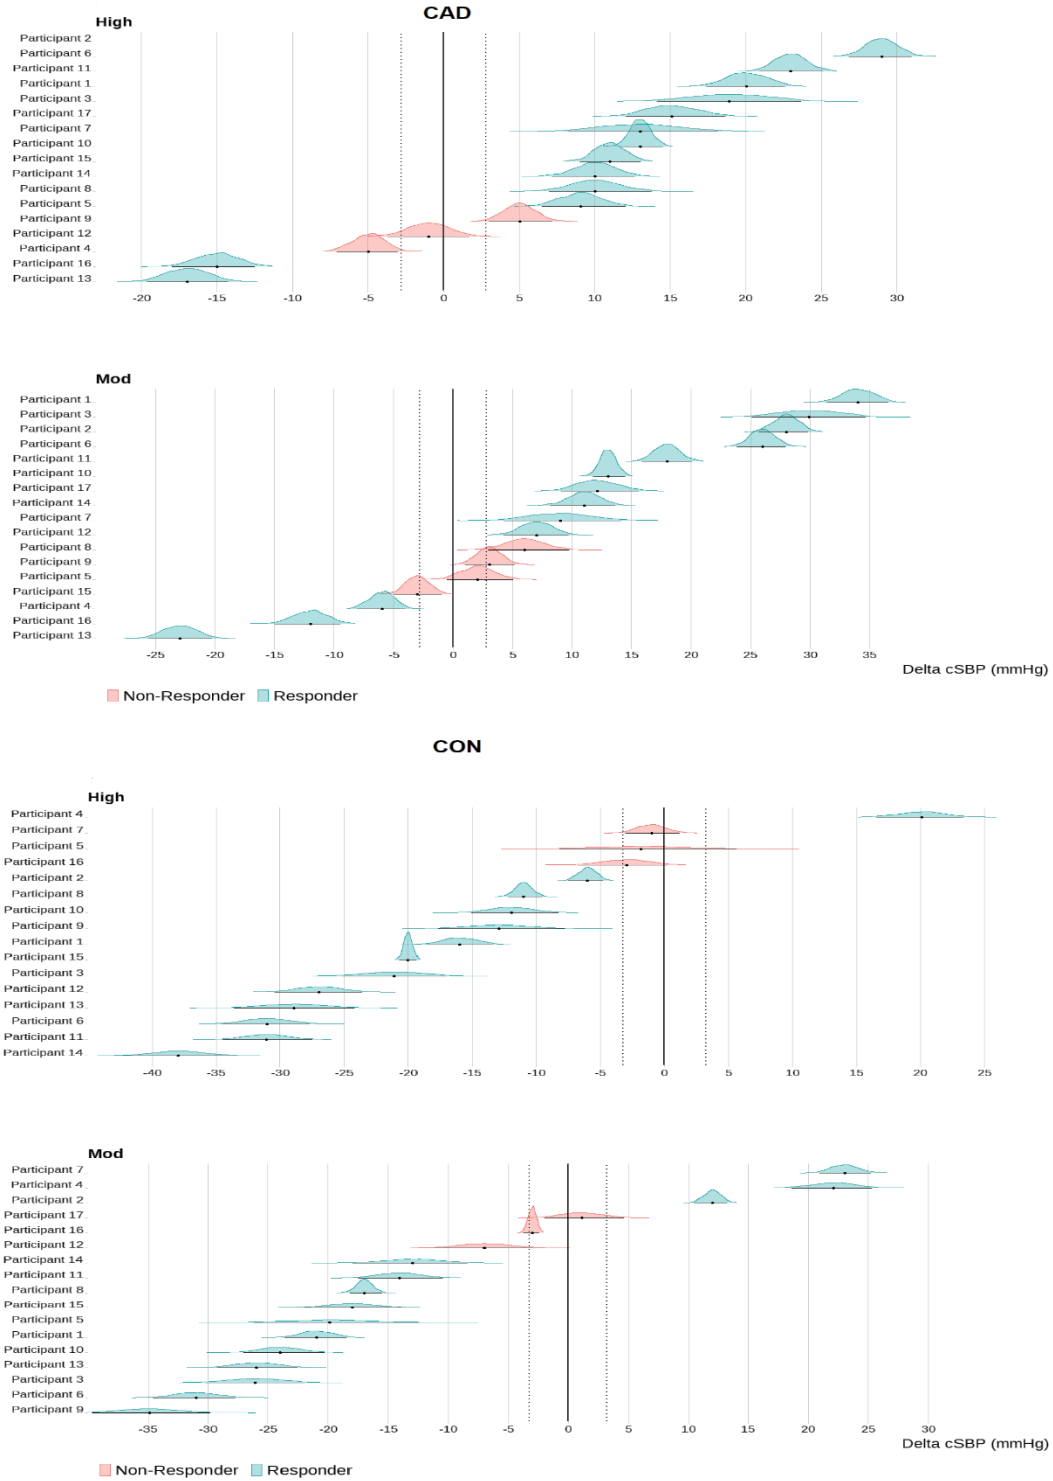 CAD
High
Participant 2
Participant 6
Participant 11
Participant 1
Participant 3
Participant 17
Participant 7
Participant 10
Participant 15
Participant 14
Participant 8
Participant 5
Participant 9
Participant 12
Participant 4
Participant 16
Participant 13
-20 -15 -10 -5 0 5 10 15 20 25 30
Mod
Participant 1
Participant 3
Participant 2
Participant 6
Participant 11
Participant 10
Participant 17
Participant 14
Participant 7
Participant 12
Participant 8
Participant 9
Participant 5
Participant 15
Participant 4
Participant 16
Participant 13
-25 -20 -15 -10 -5 0 5 10 15 20 25 30 35
Delta cSBP (mmHg)
Non-Responder Responder
CON
High
Participant 4
Participant 7
Participant 5
Participant 16
Participant 2
Participant 8
Participant 10
Participant 9
Participant 1
Participant 15
Participant 3
Participant 12
Participant 13
Participant 6
Participant 11
Participant 14
-40 -35 -30 -25 -20 -15 -10 -5 0 5 10 15 20 25
Mod
Participant 7
Participant 4
Participant 2
Participant 17
Participant 16
Participant 12
Participant 14
Participant 11
Participant 8
Participant 15
Participant 5
Participant 1
Participant 10
Participant 13
Participant 3
Participant 6
Participant 9
-35 -30 -25 -20 -15 -10 -5 0 5 10 15 20 25 30
Delta cSBP (mmHg)
Non-Responder Responder